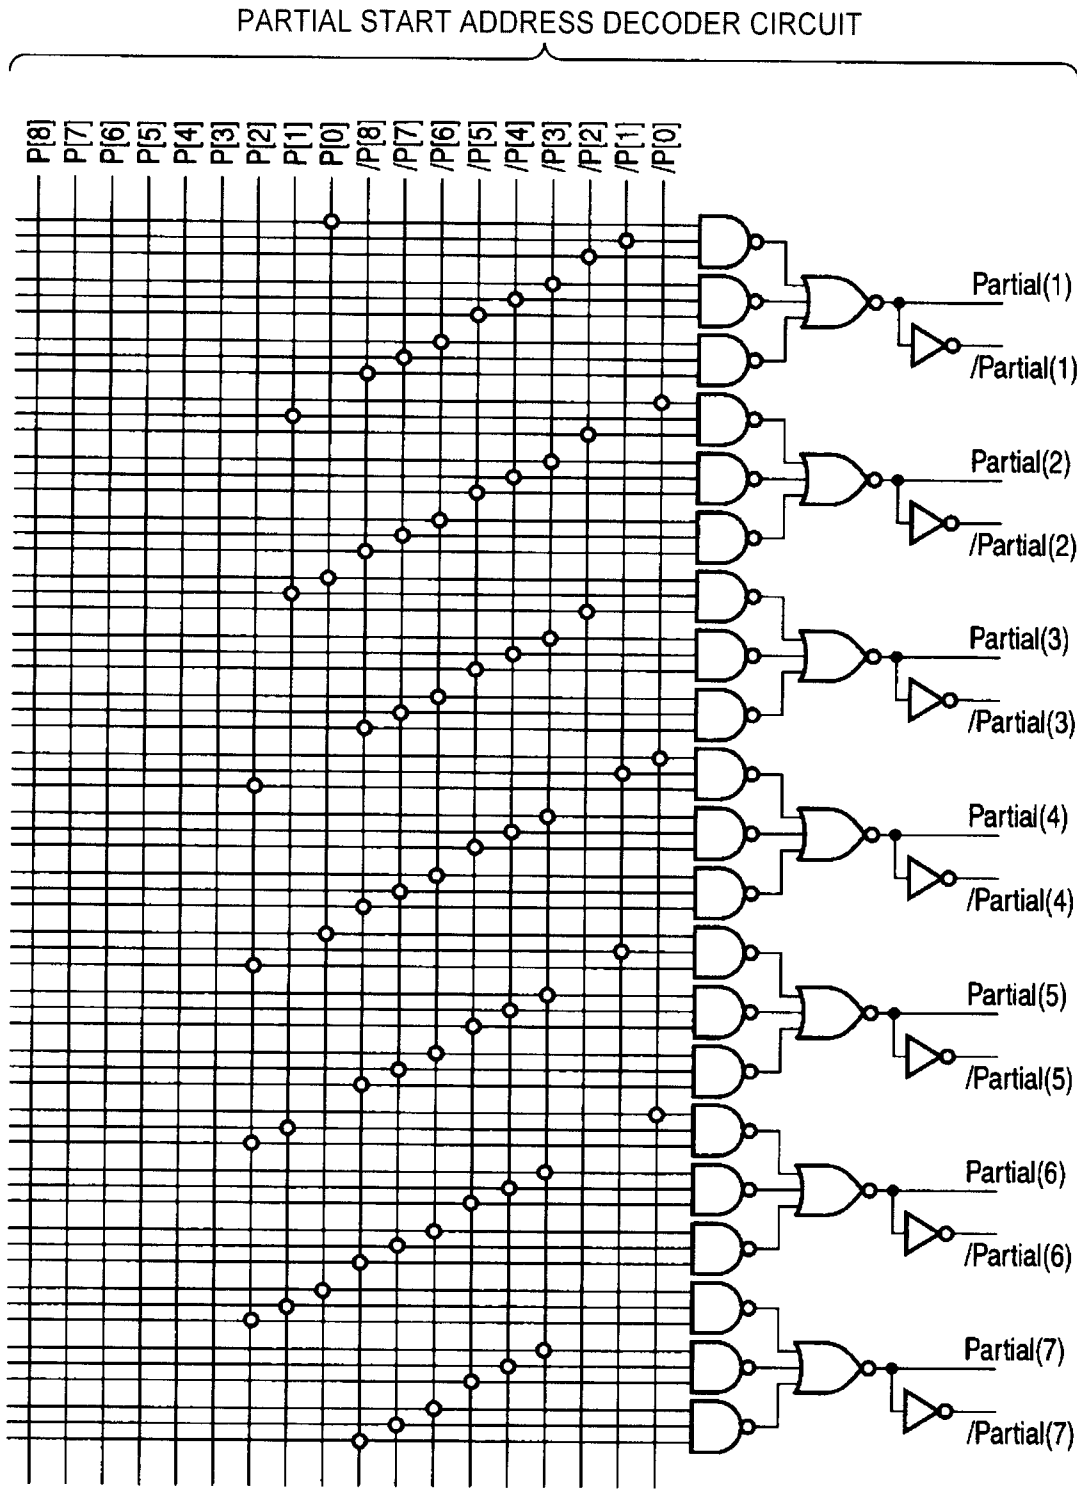 PARTIAL START ADDRESS DECODER CIRCUIT
P[8]
P[7]
P[6]
P[5]
P[4]
P[3]
P[2]
P[1]
P[0]
/P[8]
/P[7]
/P[6]
/P[5]
/P[4]
/P[3]
/P[2]
/P[1]
/P[0]
Partial(1)
/Partial(1)
Partial(2)
/Partial(2)
Partial(3)
/Partial(3)
Partial(4)
/Partial(4)
Partial(5)
/Partial(5)
Partial(6)
/Partial(6)
Partial(7)
/Partial(7)